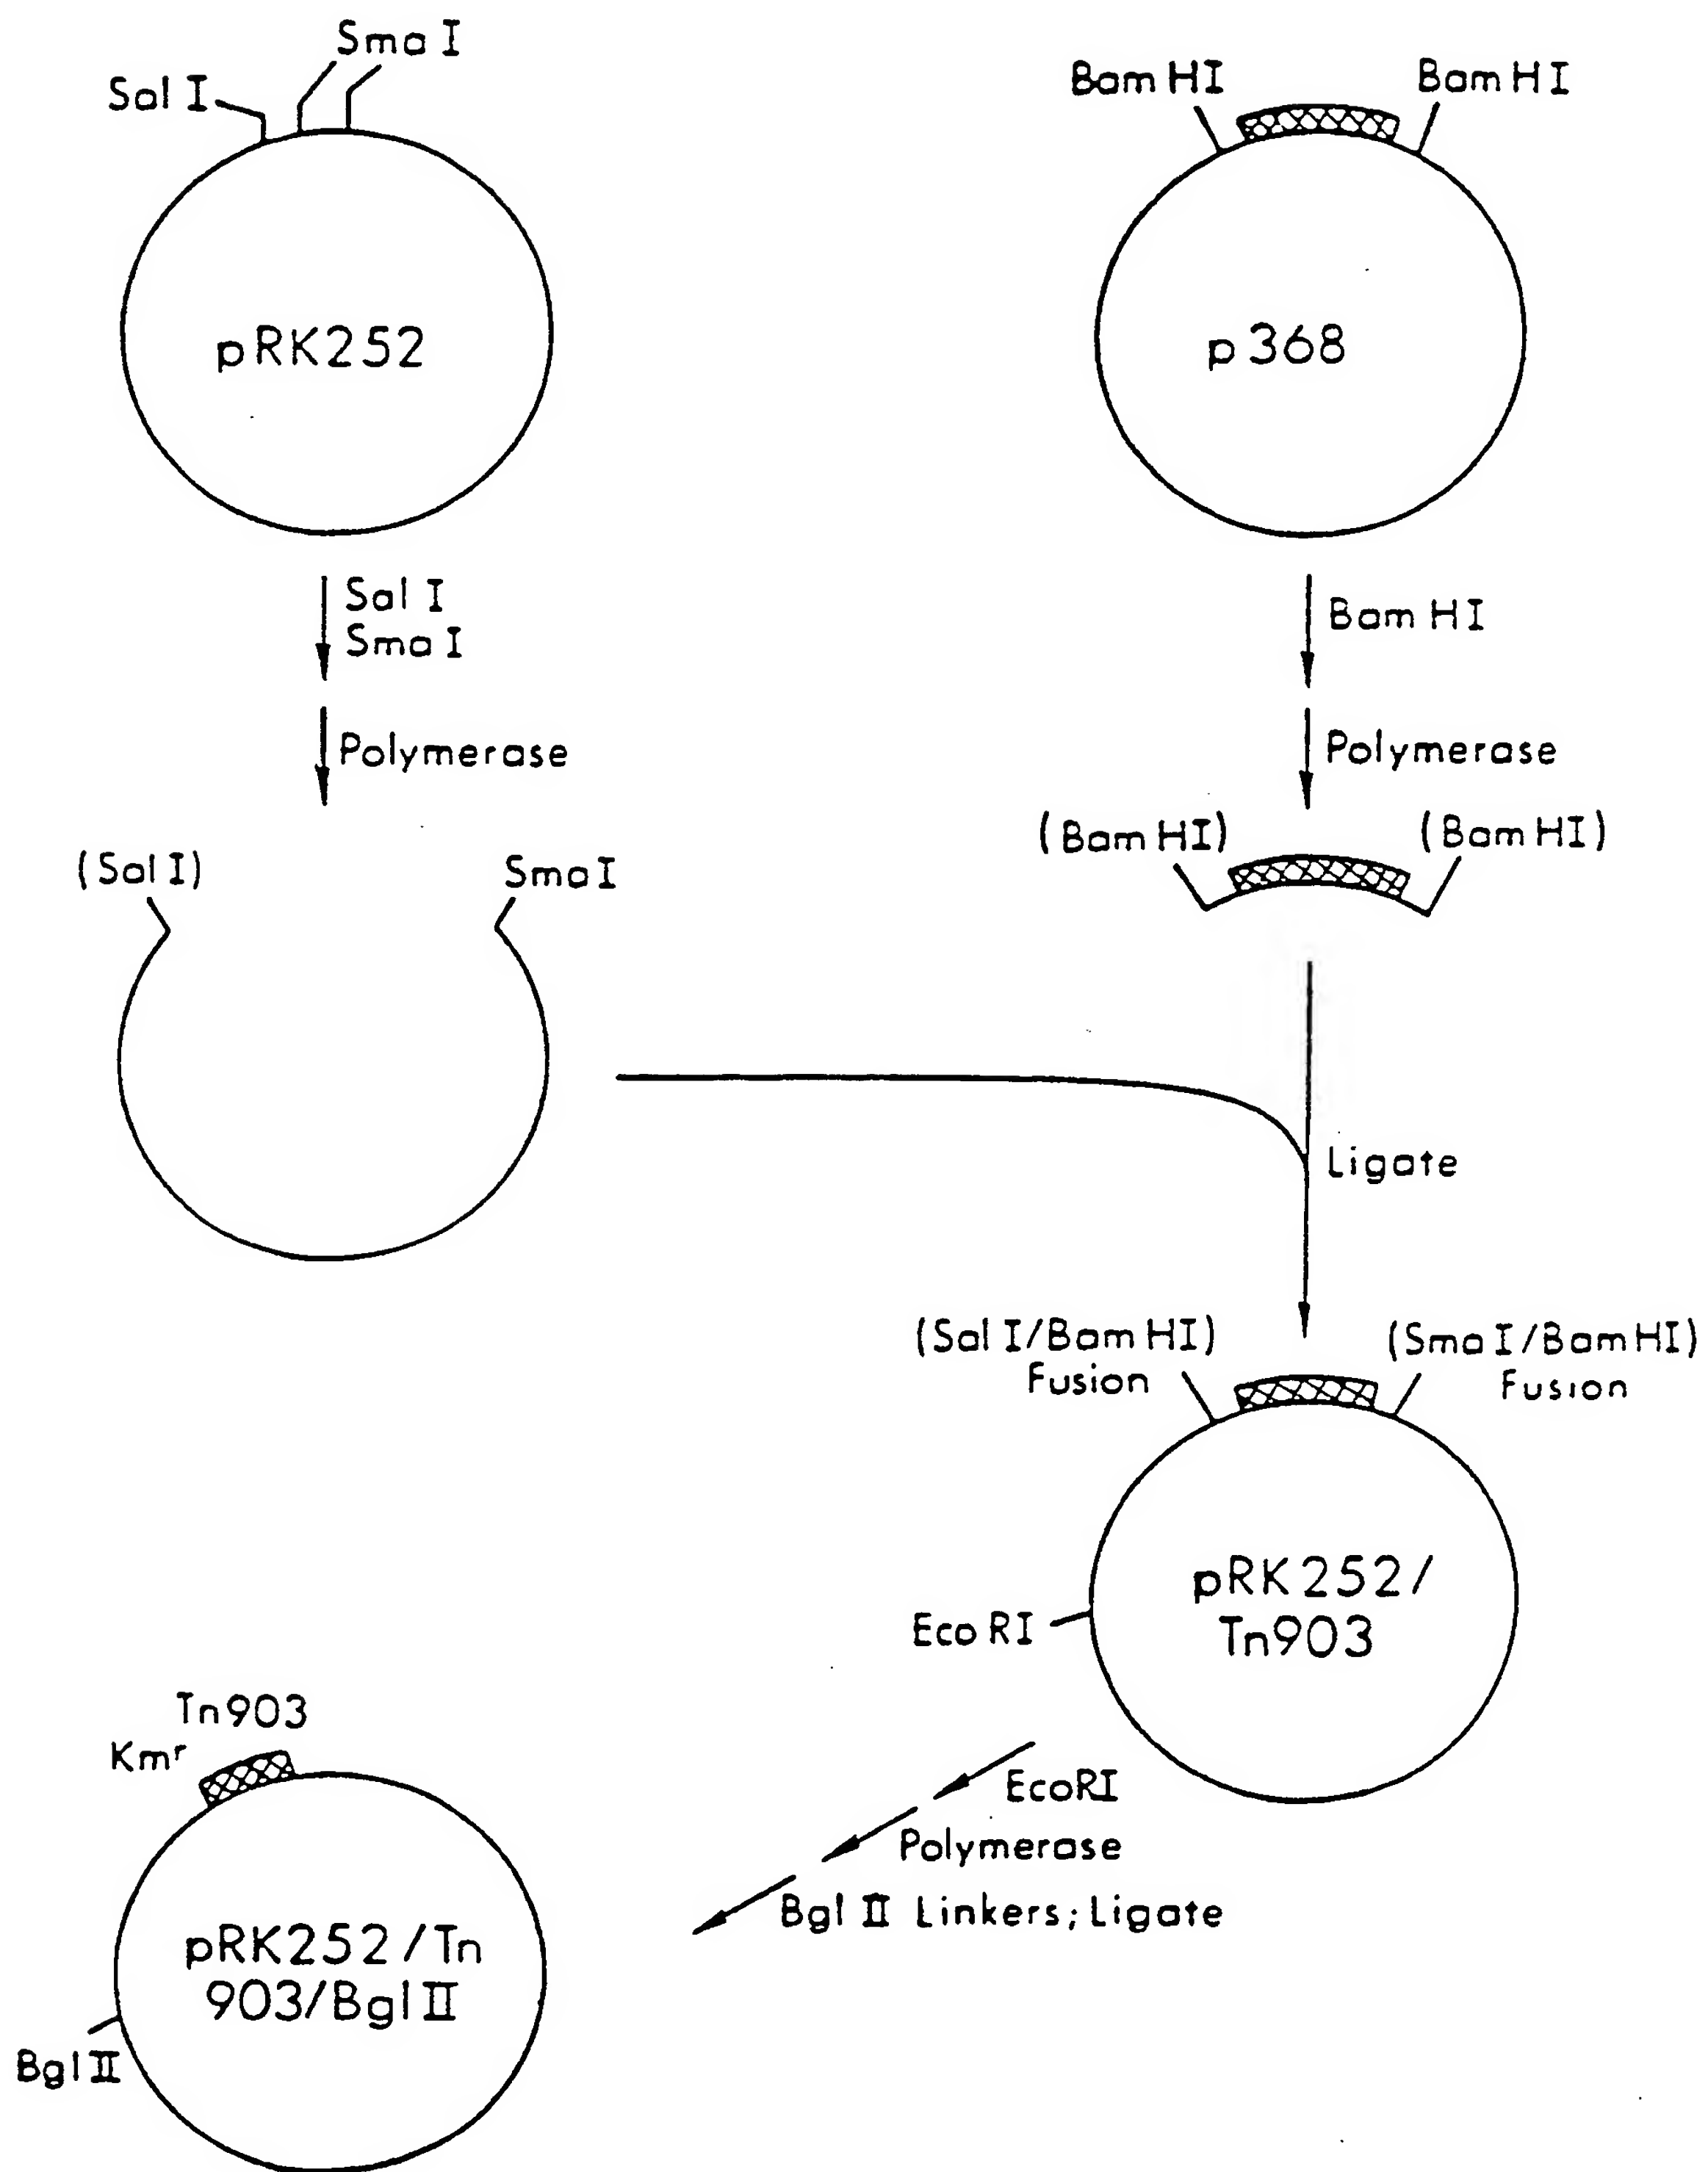 Sma I
Sal I
pRK252
Sal I
Sma I
Polymerase
(Sal I)
Sma I
Bam HI
Bam HI
p368
Bam HI
Polymerase
(Bam HI)
(Bam HI)
Ligate
(Sal I/Bam HI)
Fusion
(Sma I/Bam HI)
Fusion
pRK252/
Tn903
Eco RI
EcoRI
Polymerase
Bgl II Linkers; Ligate
Tn903
Kmʳ
pRK252/Tn
903/Bgl II
Bgl II